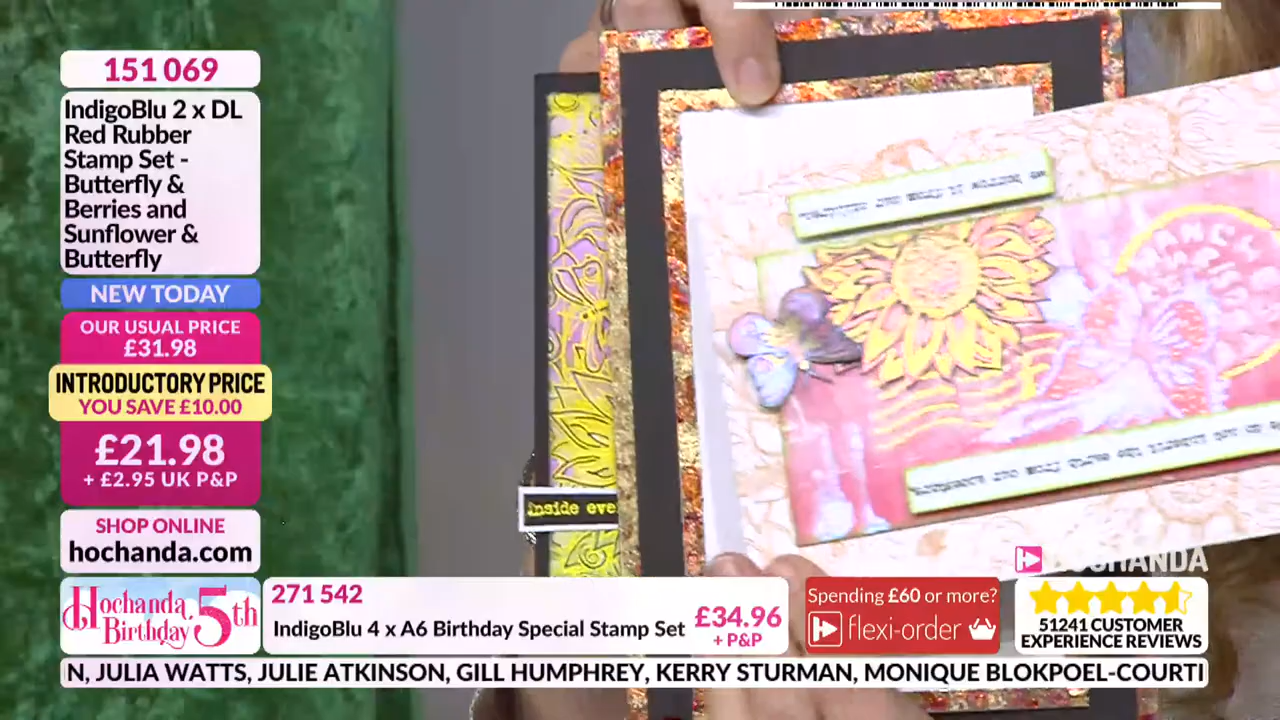 151 069
IndigoBlu 2 x DL
Red Rubber
Stamp Set -
Butterfly &
Berries and
Sunflower &
Butterfly
NEW TODAY
OUR USUAL PRICE
£31.98
INTRODUCTORY PRICE
YOU SAVE £10.00
£21.98
+ £2.95 UK P&P
SHOP ONLINE
hochanda.com
Inside eve
HOCHANDA
Hochanda
Birthday
5th
271 542
IndigoBlu 4 x A6 Birthday Special Stamp Set
£34.96
+ P&P
Spending £60 or more?
flexi-order
51241 CUSTOMER
EXPERIENCE REVIEWS
N, JULIA WATTS, JULIE ATKINSON, GILL HUMPHREY, KERRY STURMAN, MONIQUE BLOKPOEL-COURTI